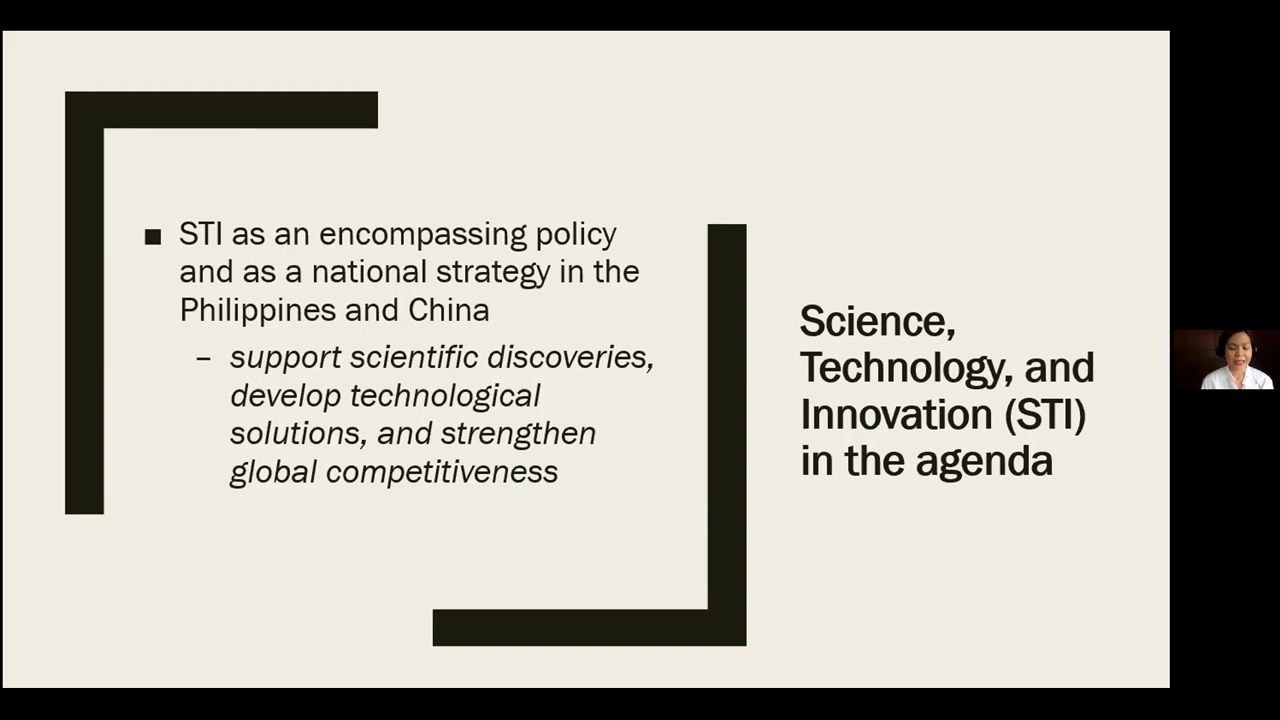 ■ STI as an encompassing policy
and as a national strategy in the
Philippines and China
– support scientific discoveries,
develop technological
solutions, and strengthen
global competitiveness
Science,
Technology, and
Innovation (STI)
in the agenda